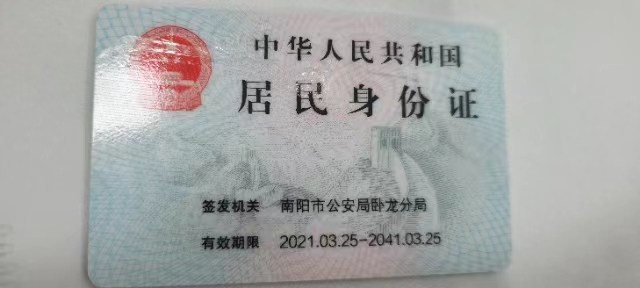 中华人民共和国
居民身份证
签发机关 南阳市公安局卧龙分局
有效期限 2021.03.25-2041.03.25